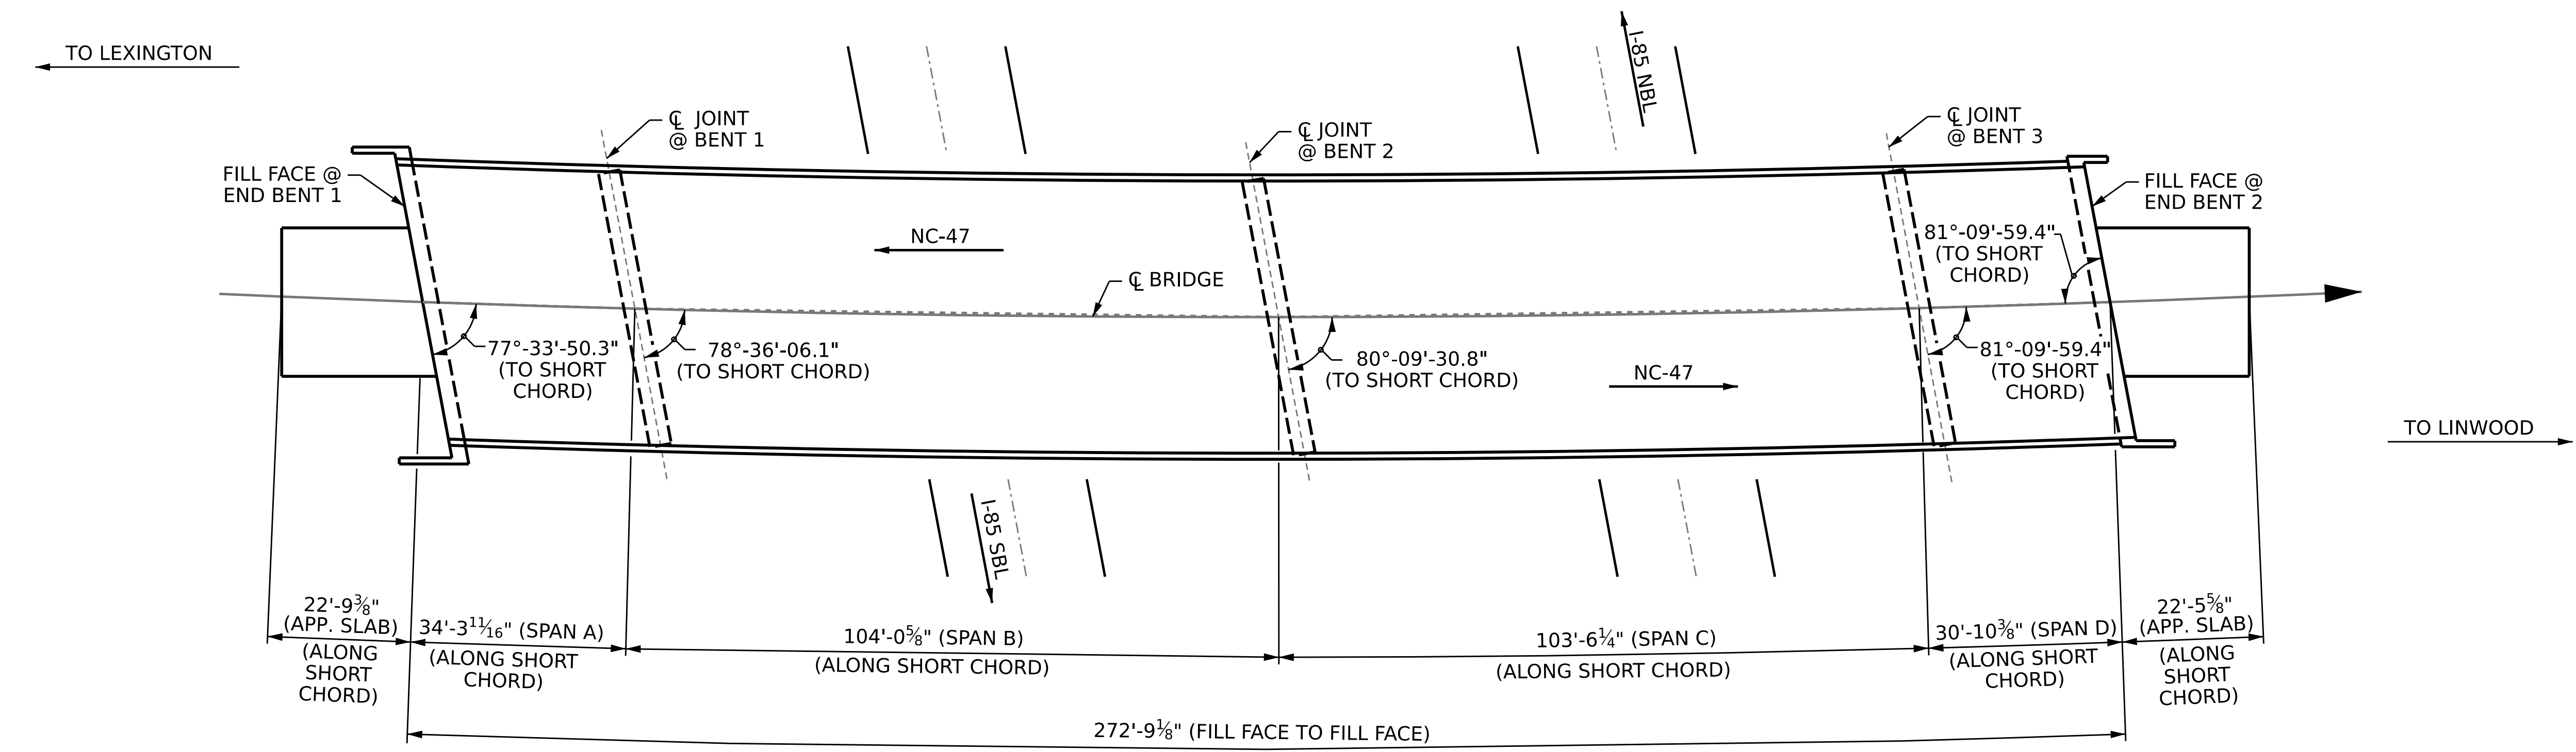 TO LEXINGTON
I-85 NBL
℄ JOINT
@ BENT 1
℄ JOINT
@ BENT 2
℄ JOINT
@ BENT 3
FILL FACE @
END BENT 1
FILL FACE @
END BENT 2
NC-47
81°-09'-59.4"
(TO SHORT
CHORD)
℄ BRIDGE
77°-33'-50.3"
(TO SHORT
CHORD)
78°-36'-06.1"
(TO SHORT CHORD)
80°-09'-30.8"
(TO SHORT CHORD)
NC-47
81°-09'-59.4"
(TO SHORT
CHORD)
TO LINWOOD
I-85 SBL
22'-9⅜"
(APP. SLAB)
(ALONG
SHORT
CHORD)
34'-3 11⁄16" (SPAN A)
(ALONG SHORT
CHORD)
104'-0⅝" (SPAN B)
(ALONG SHORT CHORD)
103'-6¼" (SPAN C)
(ALONG SHORT CHORD)
30'-10⅜" (SPAN D)
(ALONG SHORT
CHORD)
22'-5⅝"
(APP. SLAB)
(ALONG
SHORT
CHORD)
272'-9⅛" (FILL FACE TO FILL FACE)